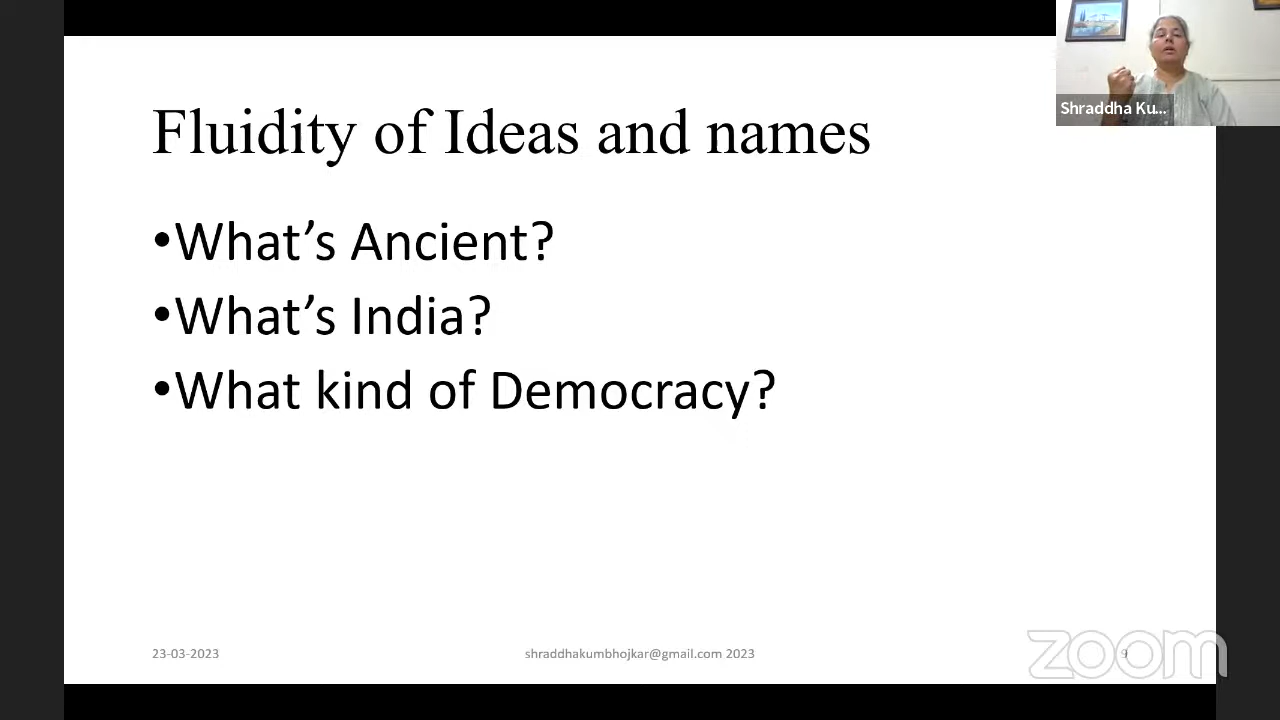 Fluidity of Ideas and names
•What’s Ancient?
•What’s India?
•What kind of Democracy?
Shraddha Ku...
23-03-2023
shraddhakumbhojkar@gmail.com 2023
9
zoom